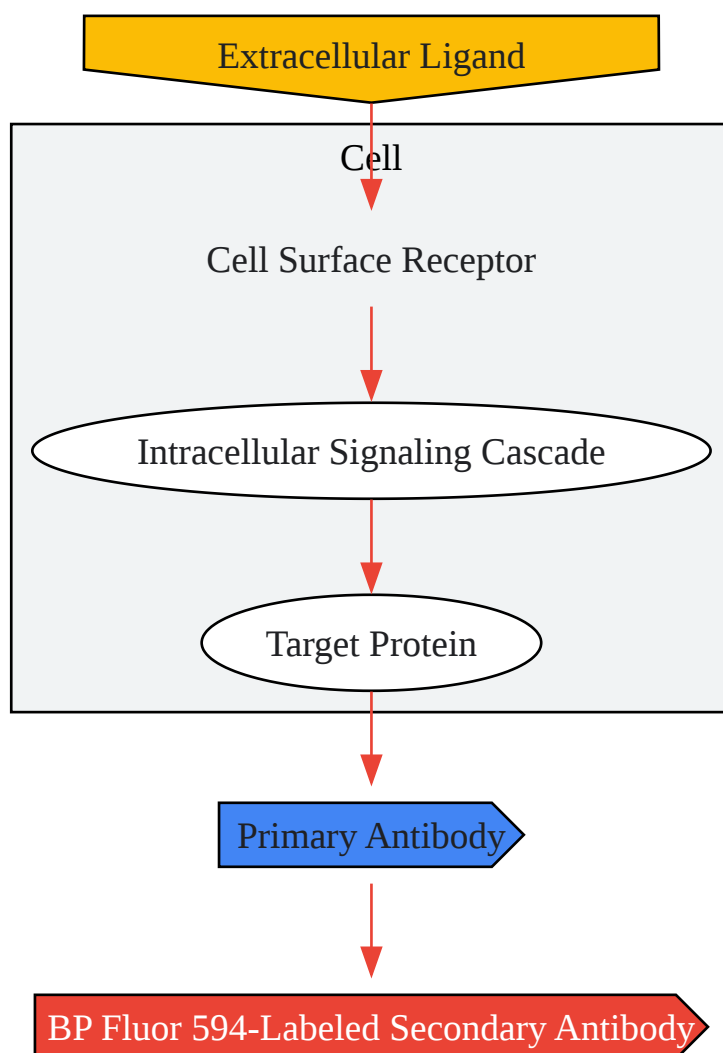 Extracellular Ligand
Cell
Cell Surface Receptor
Intracellular Signaling Cascade
Target Protein
Primary Antibody
BP Fluor 594-Labeled Secondary Antibody